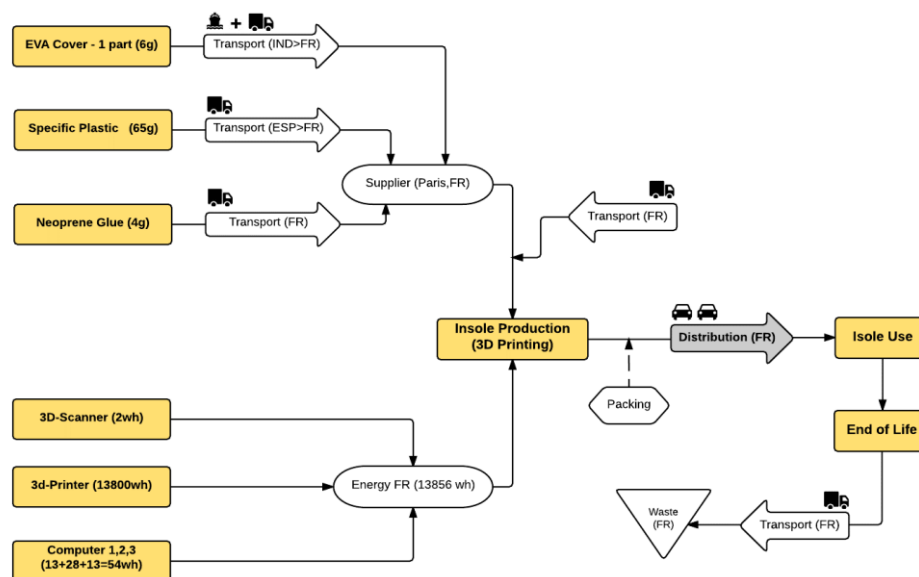 EVA Cover - 1 part (6g)
Transport (IND>FR)
Specific Plastic (65g)
Transport (ESP>FR)
Supplier (Paris,FR)
Neoprene Glue (4g)
Transport (FR)
Transport (FR)
Insole Production
(3D Printing)
Distribution (FR)
Isole Use
Packing
3D-Scanner (2wh)
End of Life
3d-Printer (13800wh)
Energy FR (13856 wh)
Waste
(FR)
Transport (FR)
Computer 1,2,3
(13+28+13=54wh)